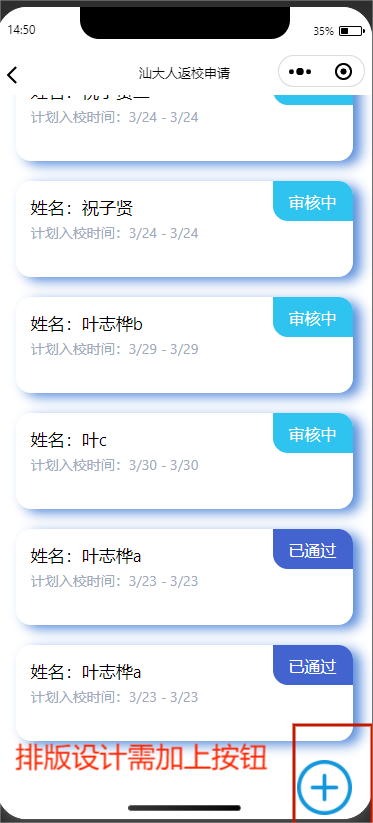 14:50
35%
汕大人返校申请
计划入校时间：3/24 - 3/24
姓名：祝子贤
审核中
计划入校时间：3/24 - 3/24
姓名：叶志桦b
审核中
计划入校时间：3/29 - 3/29
姓名：叶c
审核中
计划入校时间：3/30 - 3/30
姓名：叶志桦a
已通过
计划入校时间：3/23 - 3/23
姓名：叶志桦a
已通过
计划入校时间：3/23 - 3/23
排版设计需加上按钮